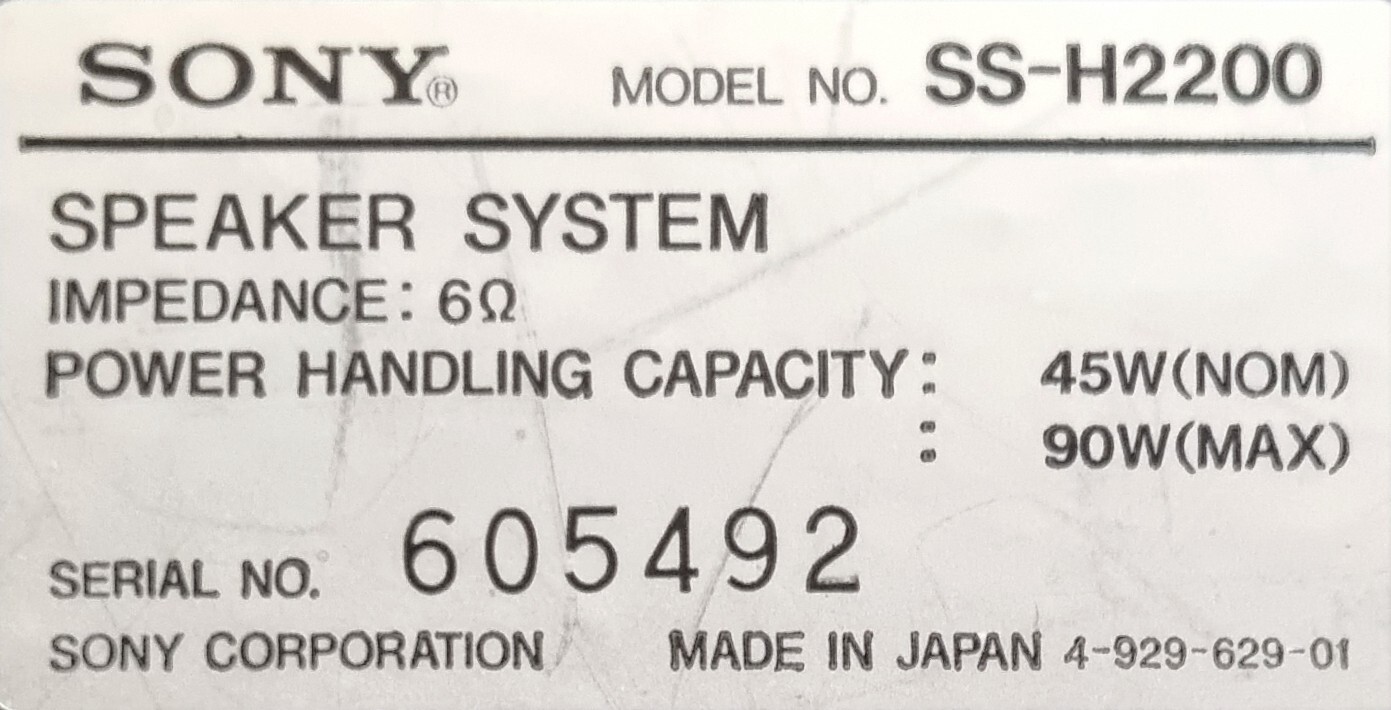 SONY® MODEL NO. SS-H2200
SPEAKER SYSTEM
IMPEDANCE: 6Ω
POWER HANDLING CAPACITY: 45W(NOM)
: 90W(MAX)
SERIAL NO. 605492
SONY CORPORATION MADE IN JAPAN 4-929-629-01